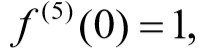 f⁽⁵⁾(0) = 1,